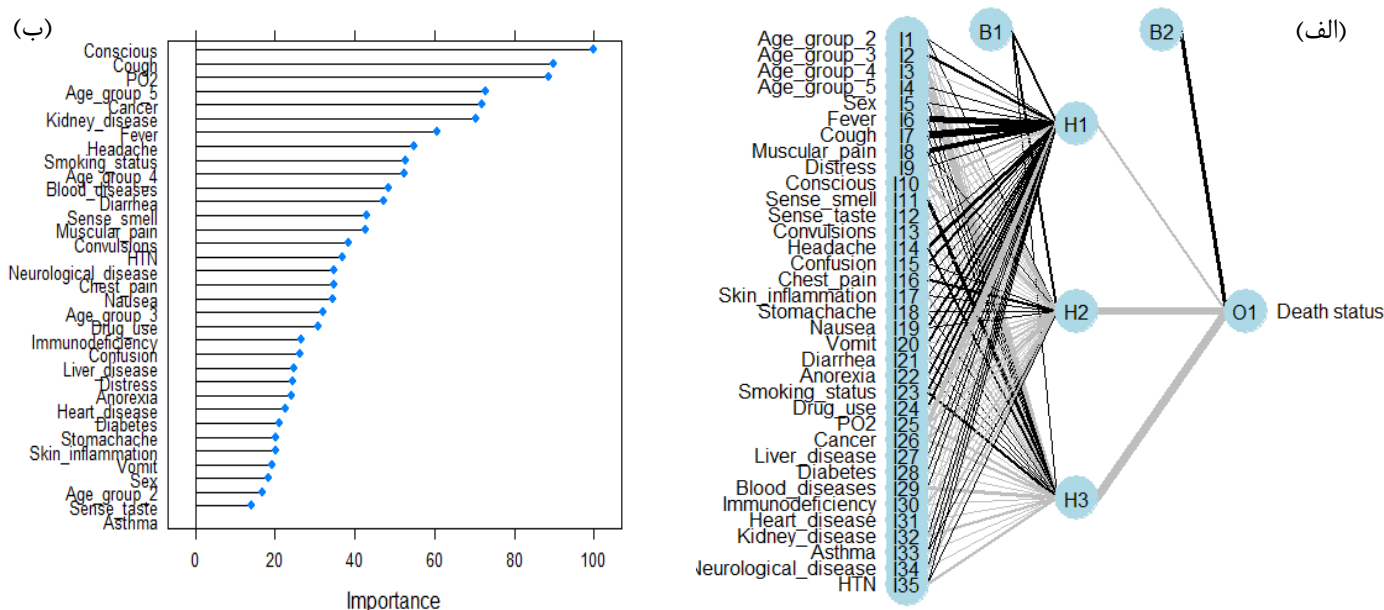 (ب)
Conscious
Cough
PO2
Age_group_5
Cancer
Kidney_disease
Fever
Headache
Smoking_status
Age_group_4
Blood_diseases
Diarrhea
Sense_smell
Muscular_pain
Convulsions
HTN
Neurological_disease
Chest_pain
Nausea
Age_group_3
Drug_use
Immunodeficiency
Confusion
Liver_disease
Distress
Anorexia
Heart_disease
Diabetes
Stomachache
Skin_inflammation
Vomit
Sex
Age_group_2
Sense_taste
Asthma
0 20 40 60 80 100
Importance
(الف)
B1 B2
Age_group_2 I1
Age_group_3 I2
Age_group_4 I3
Age_group_5 I4
Sex I5
Fever I6
Cough I7
Muscular_pain I8
Distress I9
Conscious I10
Sense_smell I11
Sense_taste I12
Convulsions I13
Headache I14
Confusion I15
Chest_pain I16
Skin_inflammation I17
Stomachache I18
Nausea I19
Vomit I20
Diarrhea I21
Anorexia I22
Smoking_status I23
Drug_use I24
PO2 I25
Cancer I26
Liver_disease I27
Diabetes I28
Blood_diseases I29
Immunodeficiency I30
Heart_disease I31
Kidney_disease I32
Asthma I33
Neurological_disease I34
HTN I35
H1
H2
H3
O1 Death status